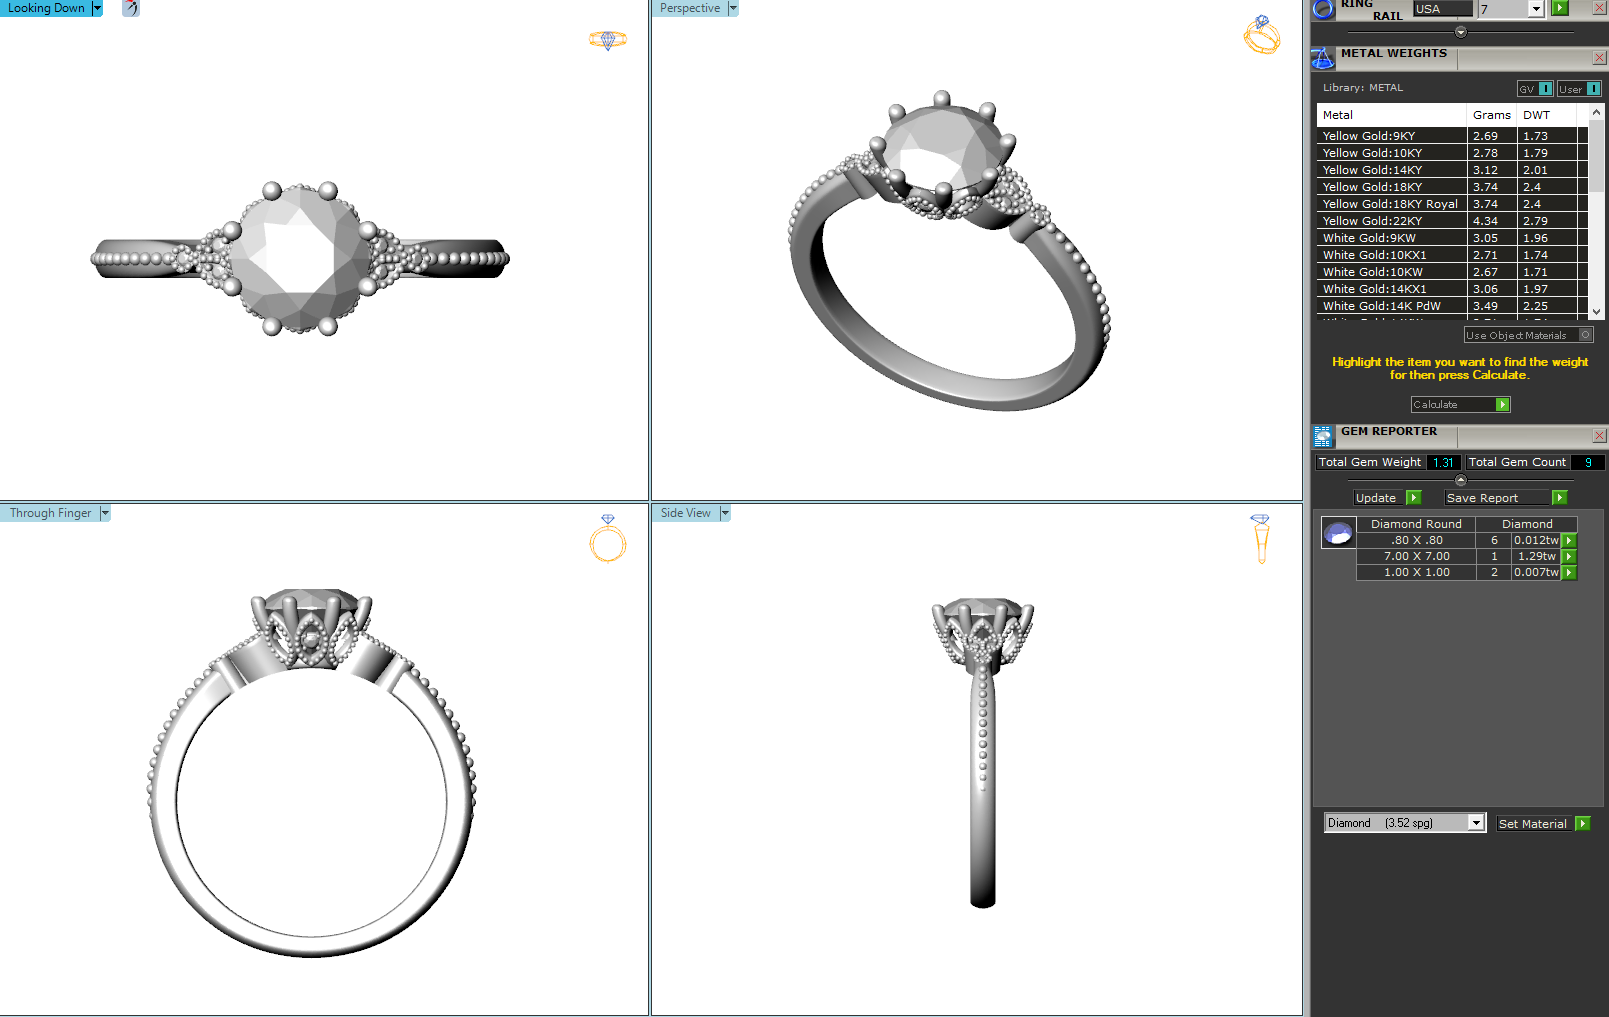 Looking Down
Perspective
RING
RAIL
USA
7
METAL WEIGHTS
Library: METAL
GV
User
Metal Grams DWT
Yellow Gold:9KY 2.69 1.73
Yellow Gold:10KY 2.78 1.79
Yellow Gold:14KY 3.12 2.01
Yellow Gold:18KY 3.74 2.4
Yellow Gold:18KY Royal 3.74 2.4
Yellow Gold:22KY 4.34 2.79
White Gold:9KW 3.05 1.96
White Gold:10KX1 2.71 1.74
White Gold:10KW 2.67 1.71
White Gold:14KX1 3.06 1.97
White Gold:14K PdW 3.49 2.25
Use Object Materials
Highlight the item you want to find the weight
for then press Calculate.
Calculate
GEM REPORTER
Total Gem Weight 1.31 Total Gem Count 9
Update Save Report
Diamond Round Diamond
.80 X .80 6 0.012tw
7.00 X 7.00 1 1.29tw
1.00 X 1.00 2 0.007tw
Diamond (3.52 spg) Set Material
Through Finger
Side View